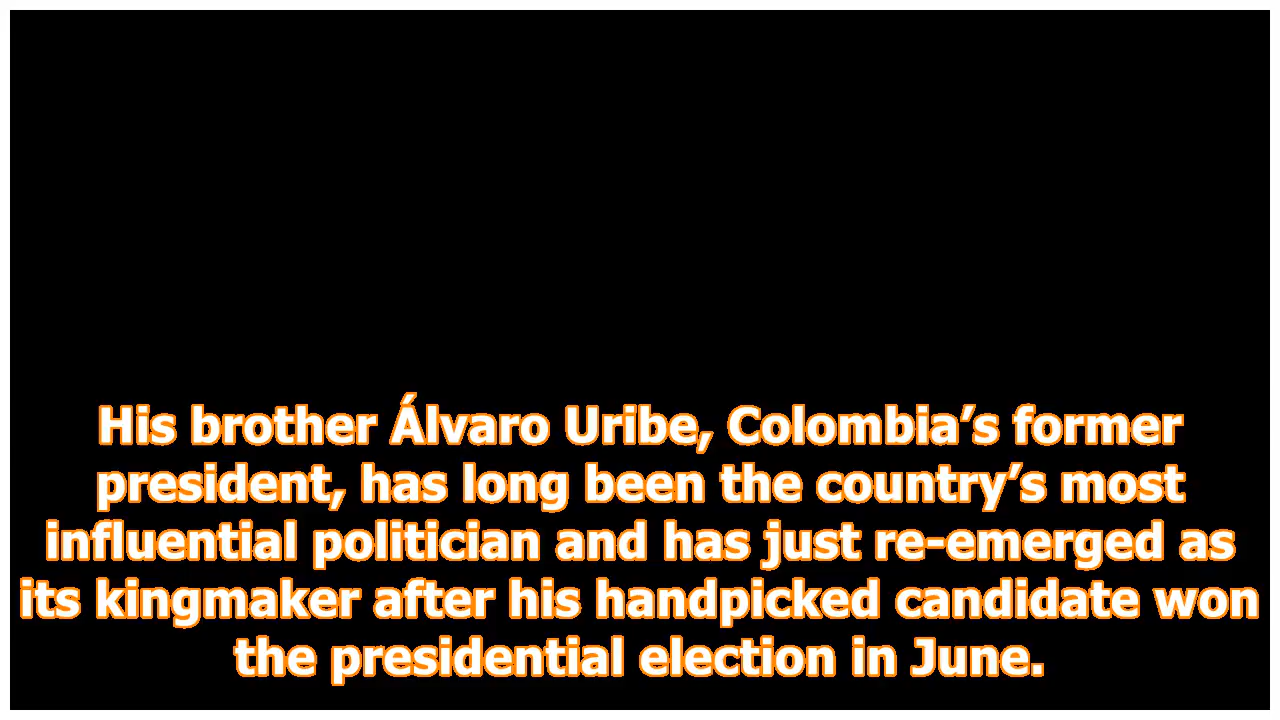 His brother Álvaro Uribe, Colombia’s former
president, has long been the country’s most
influential politician and has just re-emerged as
its kingmaker after his handpicked candidate won
the presidential election in June.